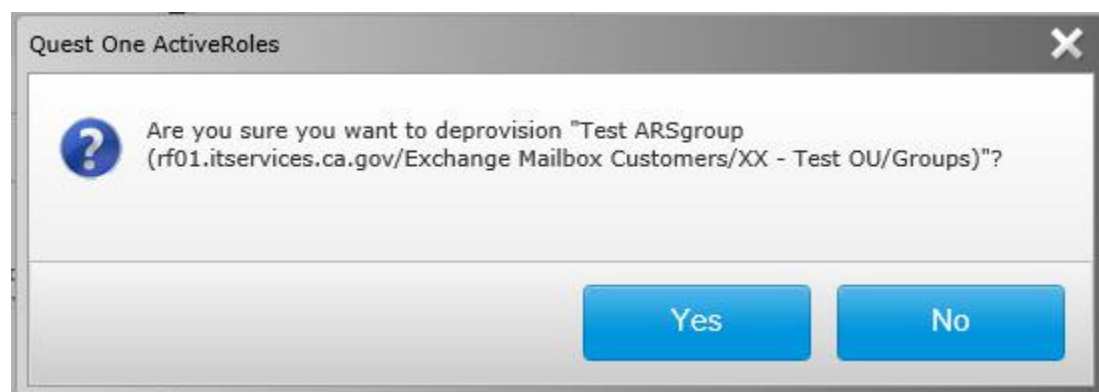 Quest One ActiveRoles
Are you sure you want to deprovision "Test ARSgroup
(rf01.itservices.ca.gov/Exchange Mailbox Customers/XX - Test OU/Groups)"?
Yes No